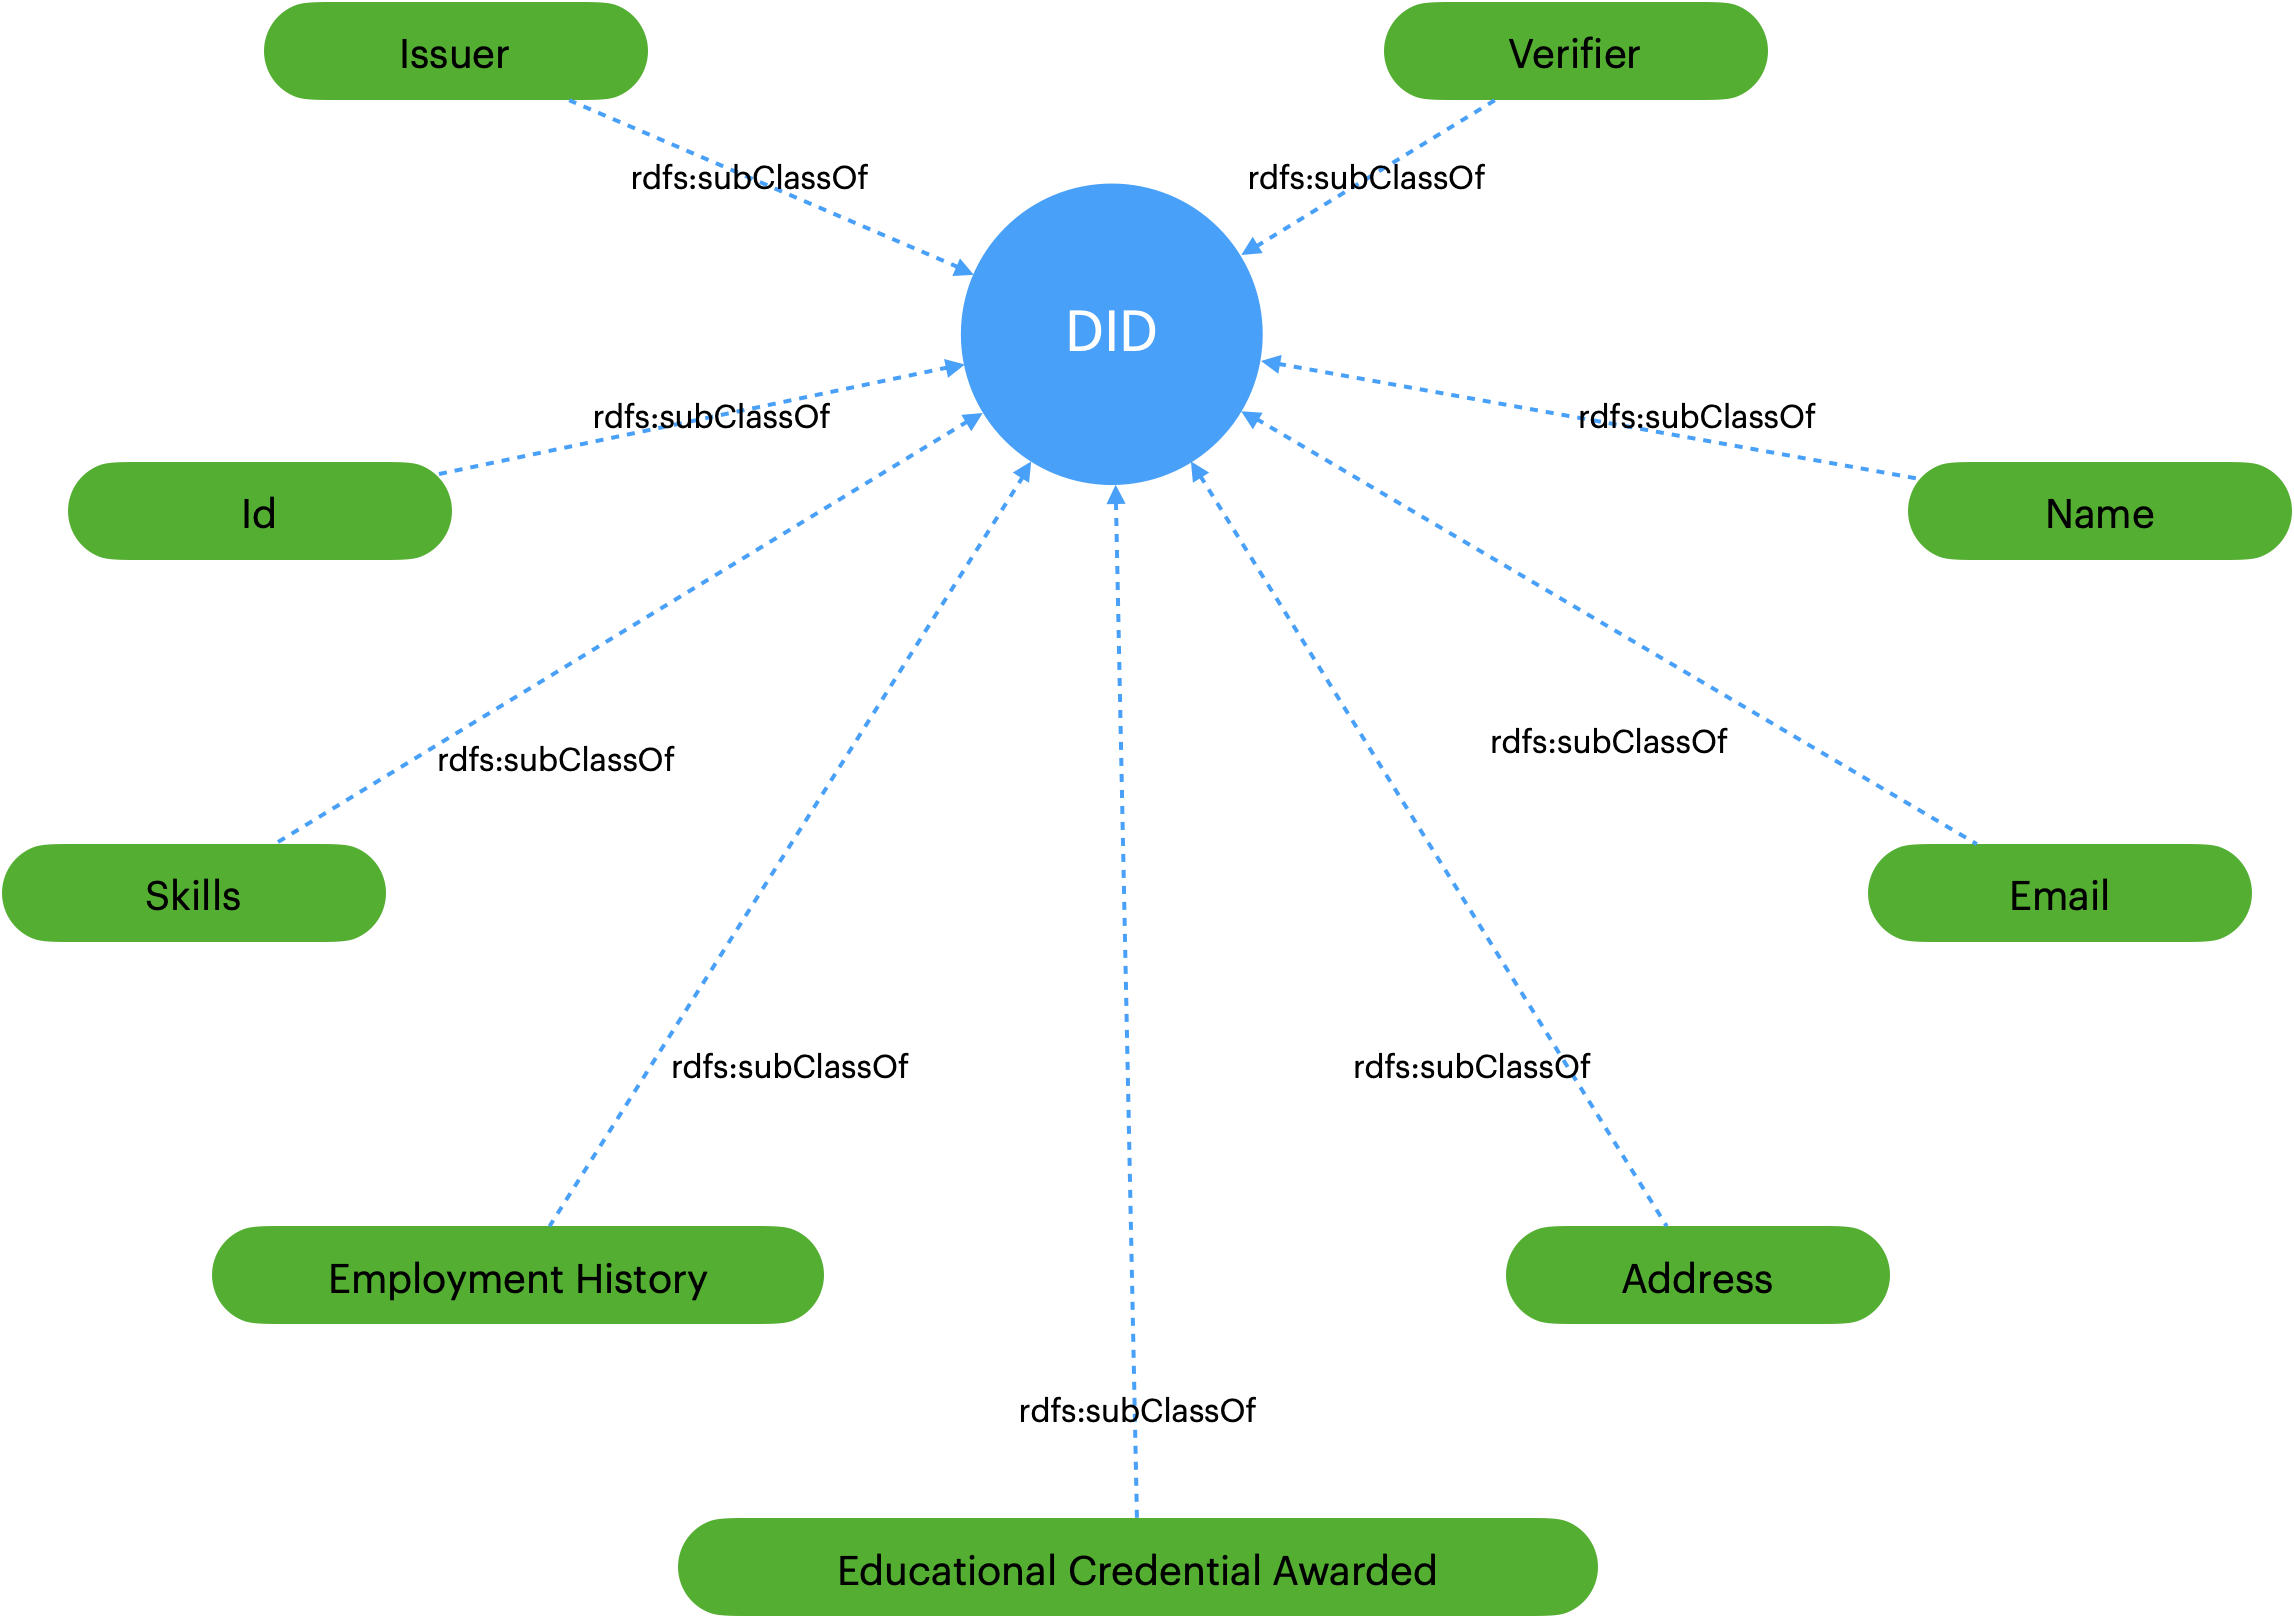 Issuer
Verifier
rdfs:subClassOf
rdfs:subClassOf
DID
rdfs:subClassOf
rdfs:subClassOf
Id
Name
rdfs:subClassOf
rdfs:subClassOf
Skills
Email
rdfs:subClassOf
rdfs:subClassOf
Employment History
Address
rdfs:subClassOf
Educational Credential Awarded